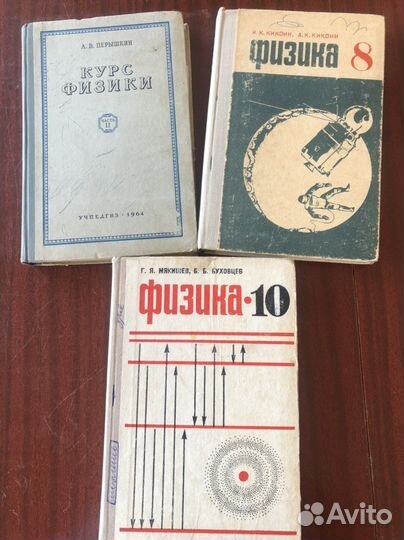 А. В. ПЕРЫШКИН
КУРС
ФИЗИКИ
ЧАСТЬ
II
УЧПЕДГИЗ · 1964
И. К. КИКОИН, А. К. КИКОИН
физика 8
Г. Я. МЯКИШЕВ, Б. Б. БУХОВЦЕВ
физика·10
Avito